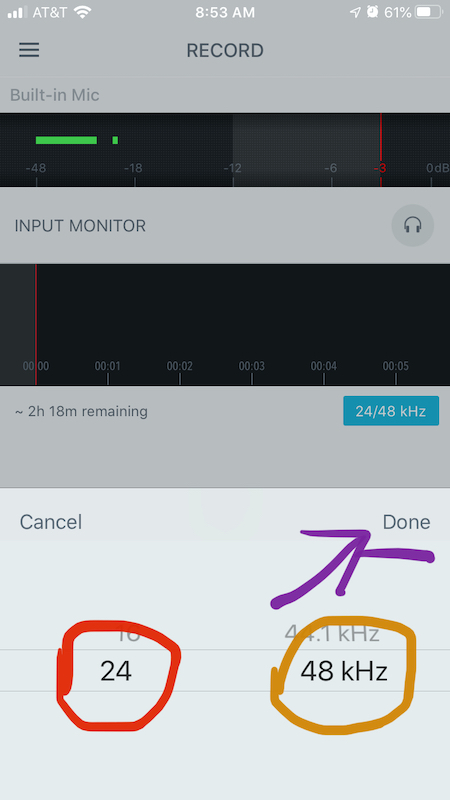 AT&T 8:53 AM 61%
RECORD
Built-in Mic
-48 -18 -12 -6 -3 0dB
INPUT MONITOR
00:00 00:01 00:02 00:03 00:04 00:05
~ 2h 18m remaining 24/48 kHz
Cancel Done
16 44.1 kHz
24 48 kHz